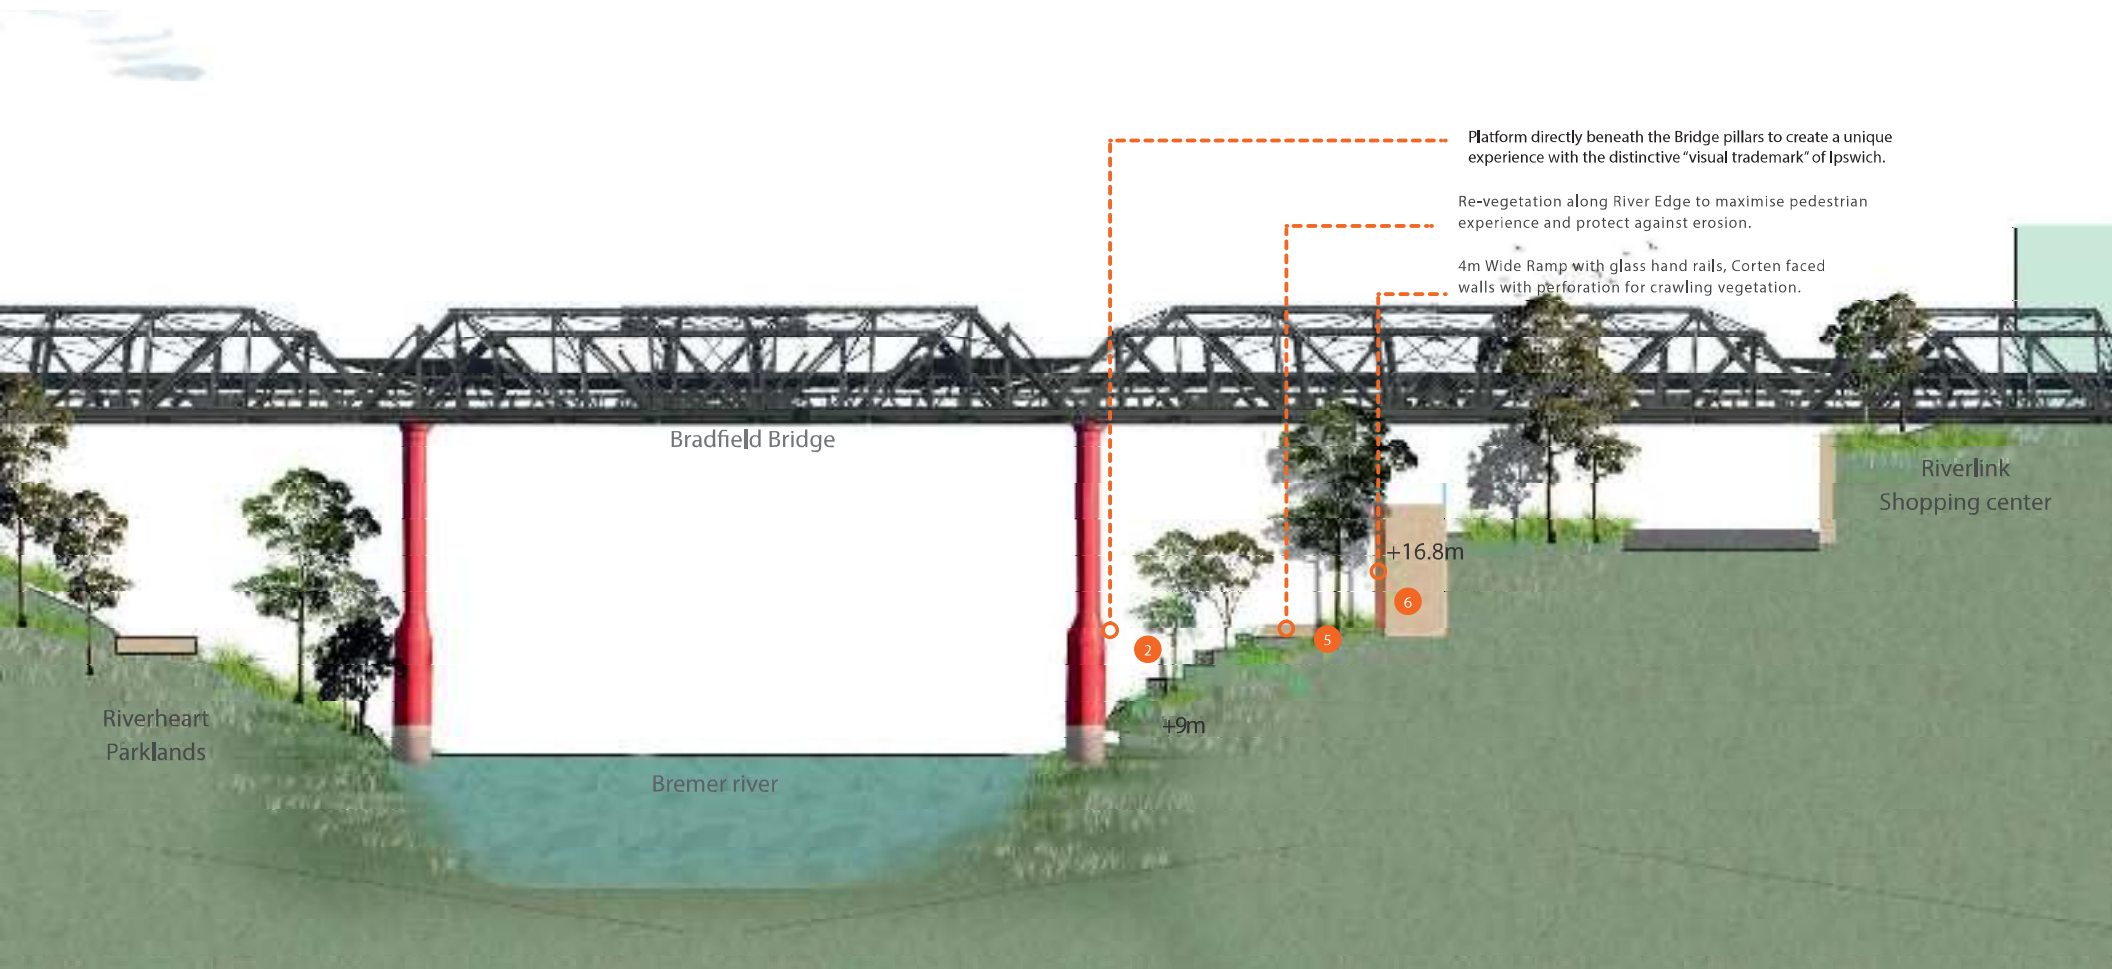 Platform directly beneath the Bridge pillars to create a unique
experience with the distinctive “visual trademark” of Ipswich.
Re-vegetation along River Edge to maximise pedestrian
experience and protect against erosion.
4m Wide Ramp with glass hand rails, Corten faced
walls with perforation for crawling vegetation.
Bradfield Bridge
Riverlink
Shopping center
+16.8m
6
5
2
Riverheart
Parklands
+9m
Bremer river